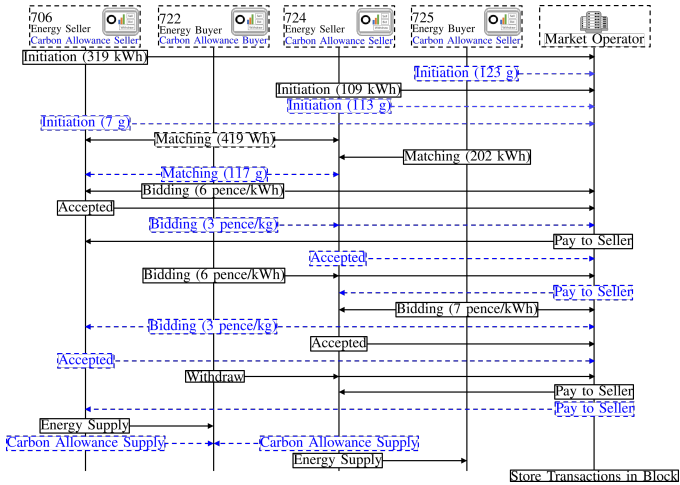 706
Energy Seller
Carbon Allowance Seller
722
Energy Buyer
Carbon Allowance Buyer
724
Energy Seller
Carbon Allowance Seller
725
Energy Buyer
Carbon Allowance Seller
Market Operator
Initiation (319 kWh)
Initiation (123 g)
Initiation (109 kWh)
Initiation (113 g)
Initiation (7 g)
Matching (419 Wh)
Matching (202 kWh)
Matching (117 g)
Bidding (6 pence/kWh)
Accepted
Bidding (3 pence/kg)
Pay to Seller
Accepted
Bidding (6 pence/kWh)
Pay to Seller
Bidding (7 pence/kWh)
Bidding (3 pence/kg)
Accepted
Accepted
Withdraw
Pay to Seller
Pay to Seller
Energy Supply
Carbon Allowance Supply
Carbon Allowance Supply
Energy Supply
Store Transactions in Block